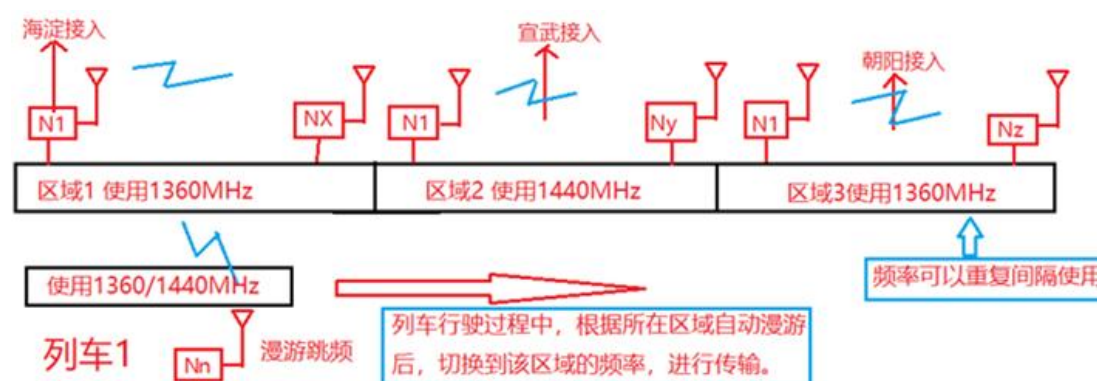 海淀接入
宣武接入
朝阳接入
N1
NX
N1
Ny
N1
Nz
区域1 使用1360MHz
区域2 使用1440MHz
区域3使用1360MHz
使用1360/1440MHz
频率可以重复间隔使用
列车1
Nn
漫游跳频
列车行驶过程中，根据所在区域自动漫游
后，切换到该区域的频率，进行传输。